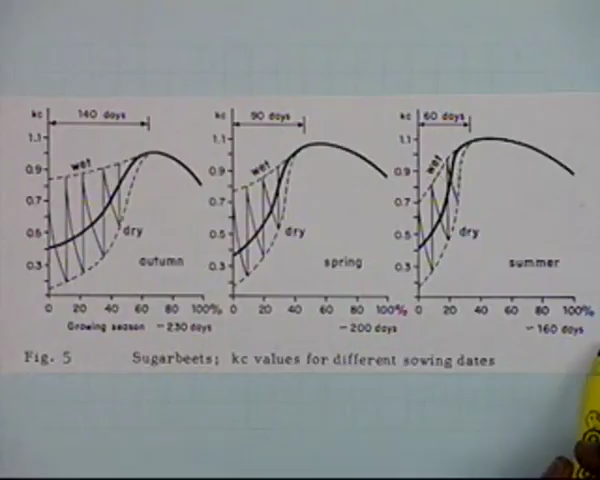 kc 140 days kc 90 days kc 60 days
1.1 1.1 1.1
wet wet wet
0.9 0.9 0.9
0.7 0.7 0.7
0.5 dry 0.5 dry 0.5 dry
0.3 autumn 0.3 spring 0.3 summer
0 20 40 60 80 100% 0 20 40 60 80 100% 0 20 40 60 80 100%
Growing season ~230 days ~200 days ~160 days
Fig. 5 Sugarbeets; kc values for different sowing dates